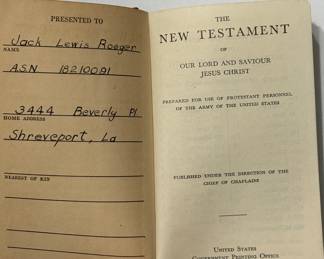 PRESENTED TO
Jack Lewis Roeger
NAME
A.S.N. 18210091
3444 Beverly Pl
HOME ADDRESS
Shreveport, La
NEAREST OF KIN
THE
NEW TESTAMENT
OF
OUR LORD AND SAVIOUR
JESUS CHRIST
PREPARED FOR USE OF PROTESTANT PERSONNEL
OF THE ARMY OF THE UNITED STATES
PUBLISHED UNDER THE DIRECTION OF THE
CHIEF OF CHAPLAINS
UNITED STATES
GOVERNMENT PRINTING OFFICE